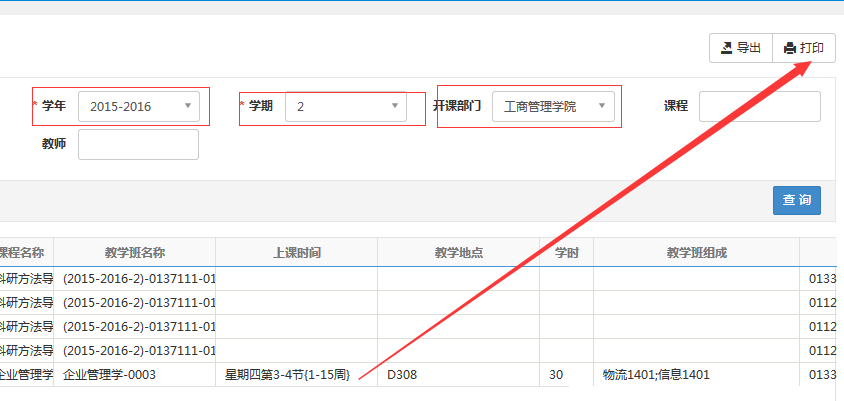 导出 打印
* 学年 2015-2016 * 学期 2 开课部门 工商管理学院 课程
教师
查 询
课程名称 教学班名称 上课时间 教学地点 学时 教学班组成
科研方法导 (2015-2016-2)-0137111-01 0133
科研方法导 (2015-2016-2)-0137111-01 0112
科研方法导 (2015-2016-2)-0137111-01 0112
科研方法导 (2015-2016-2)-0137111-01 0112
企业管理学 企业管理学-0003 星期四第3-4节{1-15周} D308 30 物流1401;信息1401 0133